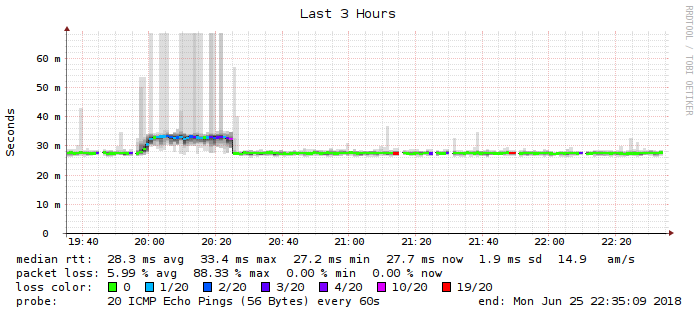 Last 3 Hours
RRDTOOL / TOBI OETIKER
Seconds
60 m
50 m
40 m
30 m
20 m
10 m
0
19:40 20:00 20:20 20:40 21:00 21:20 21:40 22:00 22:20
median rtt: 28.3 ms avg 33.4 ms max 27.2 ms min 27.7 ms now 1.9 ms sd 14.9 am/s
packet loss: 5.99 % avg 88.33 % max 0.00 % min 0.00 % now
loss color: 0 1/20 2/20 3/20 4/20 10/20 19/20
probe: 20 ICMP Echo Pings (56 Bytes) every 60s end: Mon Jun 25 22:35:09 2018